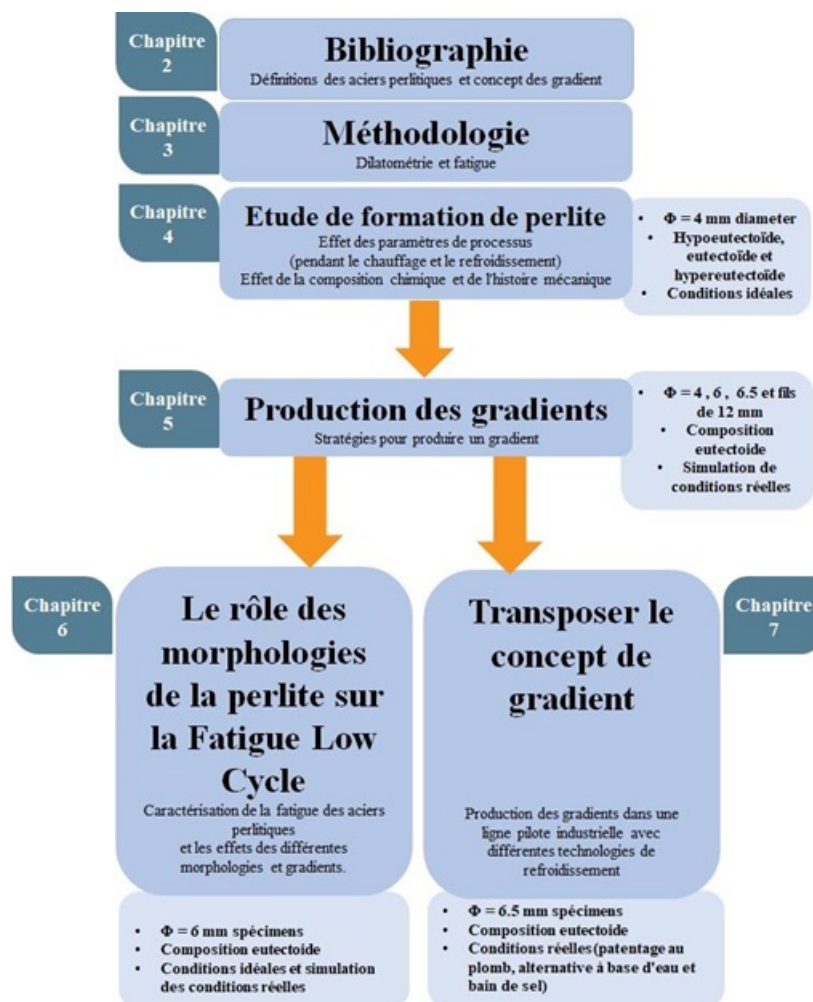 Chapitre
2
Bibliographie
Définitions des aciers perlitiques et concept des gradient
Chapitre
3
Méthodologie
Dilatométrie et fatigue
Chapitre
4
Etude de formation de perlite
Effet des paramètres de processus
(pendant le chauffage et le refroidissement)
Effet de la composition chimique et de l'histoire mécanique
• Φ = 4 mm diameter
• Hypoeutectoïde,
eutectoïde et
hypereutectoïde
• Conditions idéales
Chapitre
5
Production des gradients
Stratégies pour produire un gradient
• Φ = 4 , 6 , 6.5 et fils
de 12 mm
• Composition
eutectoide
• Simulation de
conditions réelles
Chapitre
6
Le rôle des
morphologies
de la perlite sur
la Fatigue Low
Cycle
Caractérisation de la fatigue des aciers
perlitiques
et les effets des différentes
morphologies et gradients.
• Φ = 6 mm spécimens
• Composition eutectoide
• Conditions idéales et simulation
des conditions réelles
Chapitre
7
Transposer le
concept de
gradient
Production des gradients dans une
ligne pilote industrielle avec
différentes technologies de
refroidissement
• Φ = 6.5 mm spécimens
• Composition eutectoide
• Conditions réelles (patentage au
plomb, alternative à base d'eau et
bain de sel)